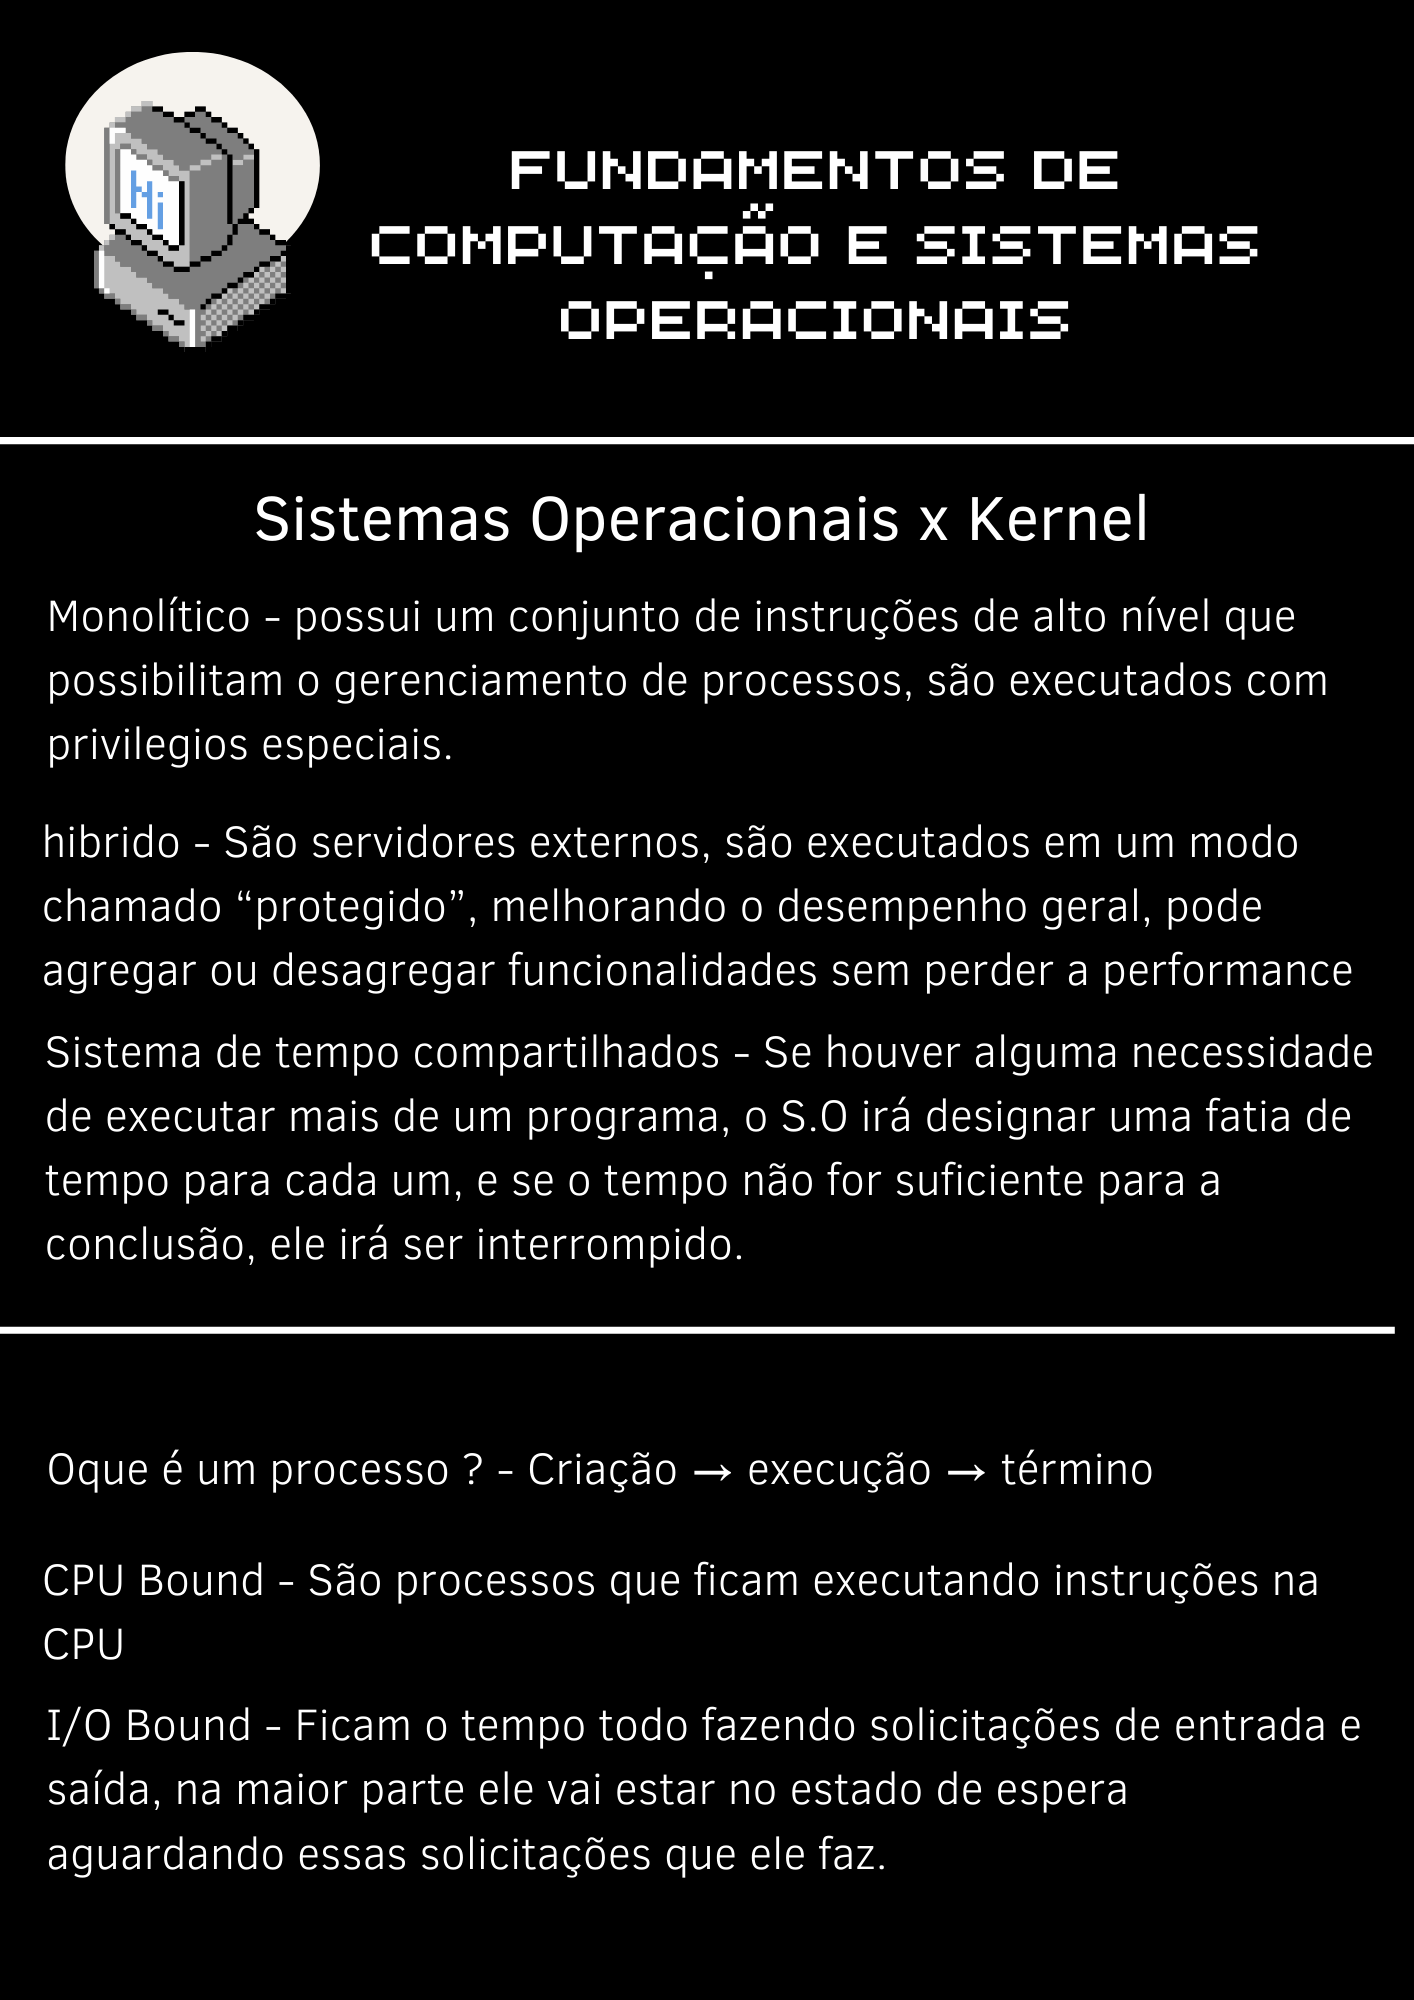 Hi
FUNDAMENTOS DE
COMPUTAÇÃO E SISTEMAS
OPERACIONAIS
Sistemas Operacionais x Kernel
Monolítico - possui um conjunto de instruções de alto nível que
possibilitam o gerenciamento de processos, são executados com
privilegios especiais.
hibrido - São servidores externos, são executados em um modo
chamado “protegido”, melhorando o desempenho geral, pode
agregar ou desagregar funcionalidades sem perder a performance
Sistema de tempo compartilhados - Se houver alguma necessidade
de executar mais de um programa, o S.O irá designar uma fatia de
tempo para cada um, e se o tempo não for suficiente para a
conclusão, ele irá ser interrompido.
Oque é um processo ? - Criação → execução → término
CPU Bound - São processos que ficam executando instruções na
CPU
I/O Bound - Ficam o tempo todo fazendo solicitações de entrada e
saída, na maior parte ele vai estar no estado de espera
aguardando essas solicitações que ele faz.